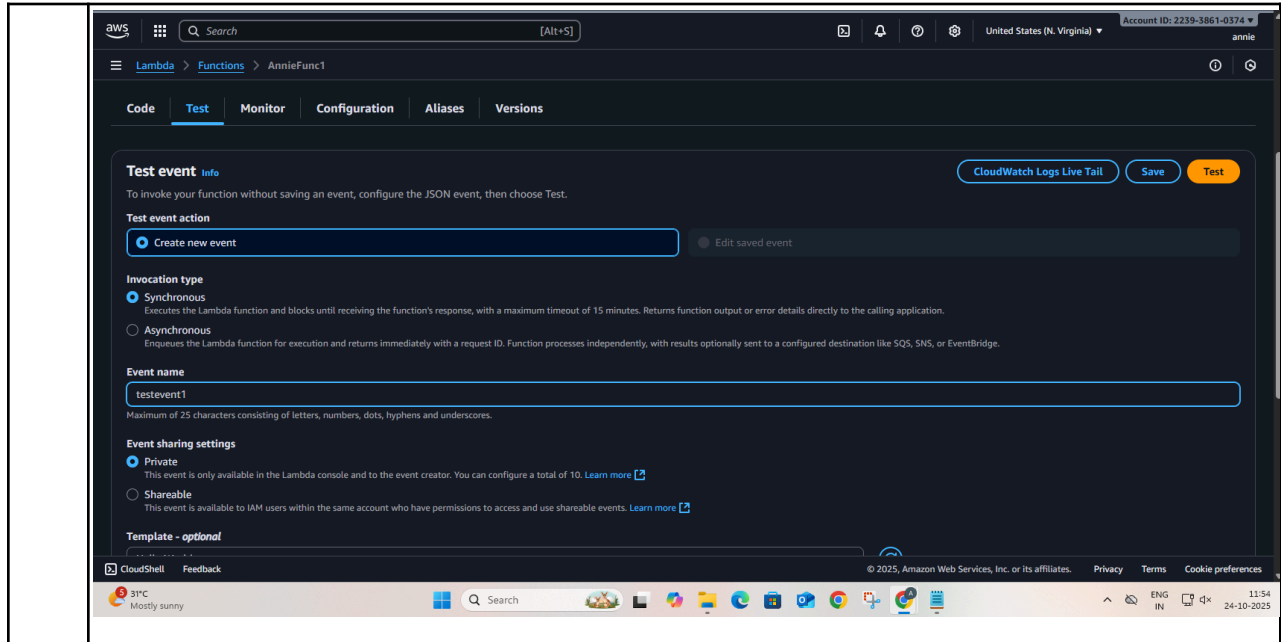 aws Search [Alt+S] United States (N. Virginia) ▼ Account ID: 2239-3861-0374 ▼
annie
Lambda > Functions > AnnieFunc1
Code Test Monitor Configuration Aliases Versions
Test event Info CloudWatch Logs Live Tail Save Test
To invoke your function without saving an event, configure the JSON event, then choose Test.
Test event action
Create new event Edit saved event
Invocation type
Synchronous
Executes the Lambda function and blocks until receiving the function's response, with a maximum timeout of 15 minutes. Returns function output or error details directly to the calling application.
Asynchronous
Enqueues the Lambda function for execution and returns immediately with a request ID. Function processes independently, with results optionally sent to a configured destination like SQS, SNS, or EventBridge.
Event name
testevent1
Maximum of 25 characters consisting of letters, numbers, dots, hyphens and underscores.
Event sharing settings
Private
This event is only available in the Lambda console and to the event creator. You can configure a total of 10. Learn more
Shareable
This event is available to IAM users within the same account who have permissions to access and use shareable events. Learn more
Template - optional
CloudShell Feedback © 2025, Amazon Web Services, Inc. or its affiliates. Privacy Terms Cookie preferences
5 31°C Search ENG 11:54
Mostly sunny IN 24-10-2025